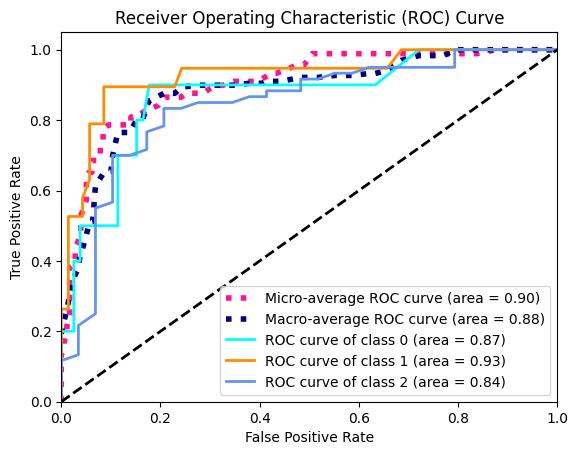 Receiver Operating Characteristic (ROC) Curve
True Positive Rate
1.0
0.8
0.6
0.4
0.2
0.0
Micro-average ROC curve (area = 0.90)
Macro-average ROC curve (area = 0.88)
ROC curve of class 0 (area = 0.87)
ROC curve of class 1 (area = 0.93)
ROC curve of class 2 (area = 0.84)
0.0 0.2 0.4 0.6 0.8 1.0
False Positive Rate